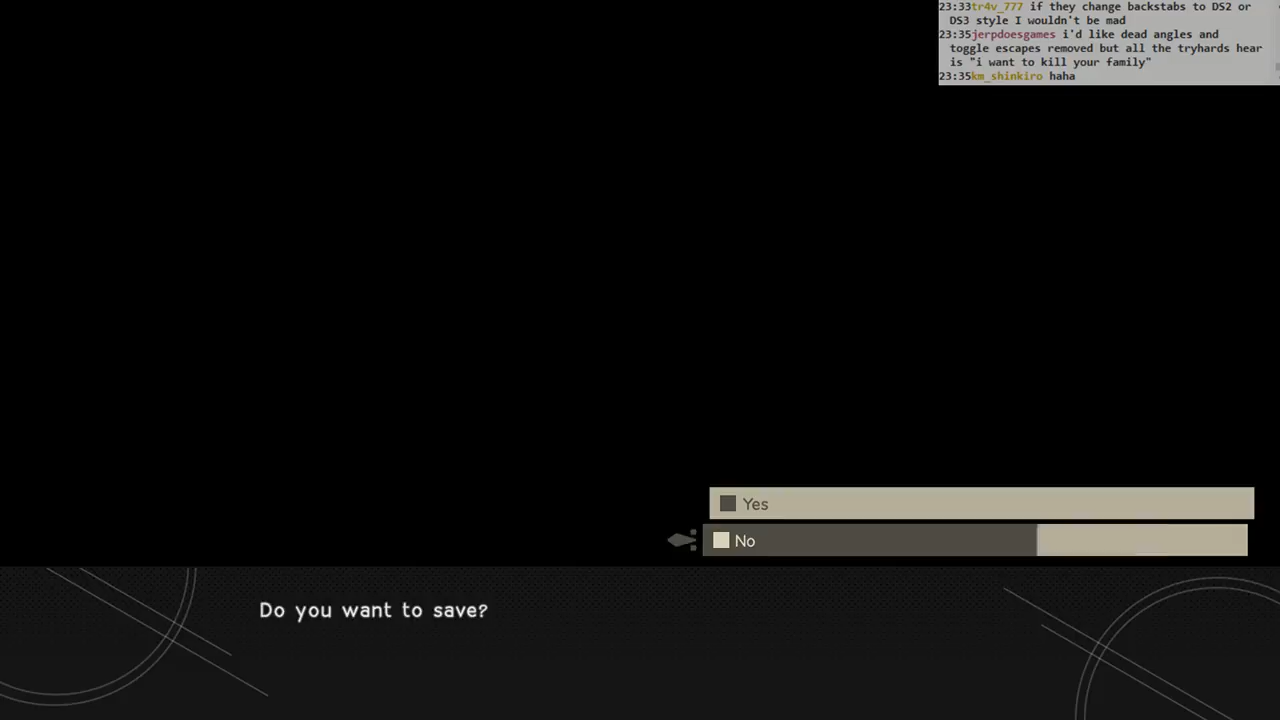 23:33tr4v_777 if they change backstabs to DS2 or
DS3 style I wouldn't be mad
23:35jerpdoesgames i'd like dead angles and
toggle escapes removed but all the tryhards hear
is "i want to kill your family"
23:35km_shinkiro haha
Yes
No
Do you want to save?